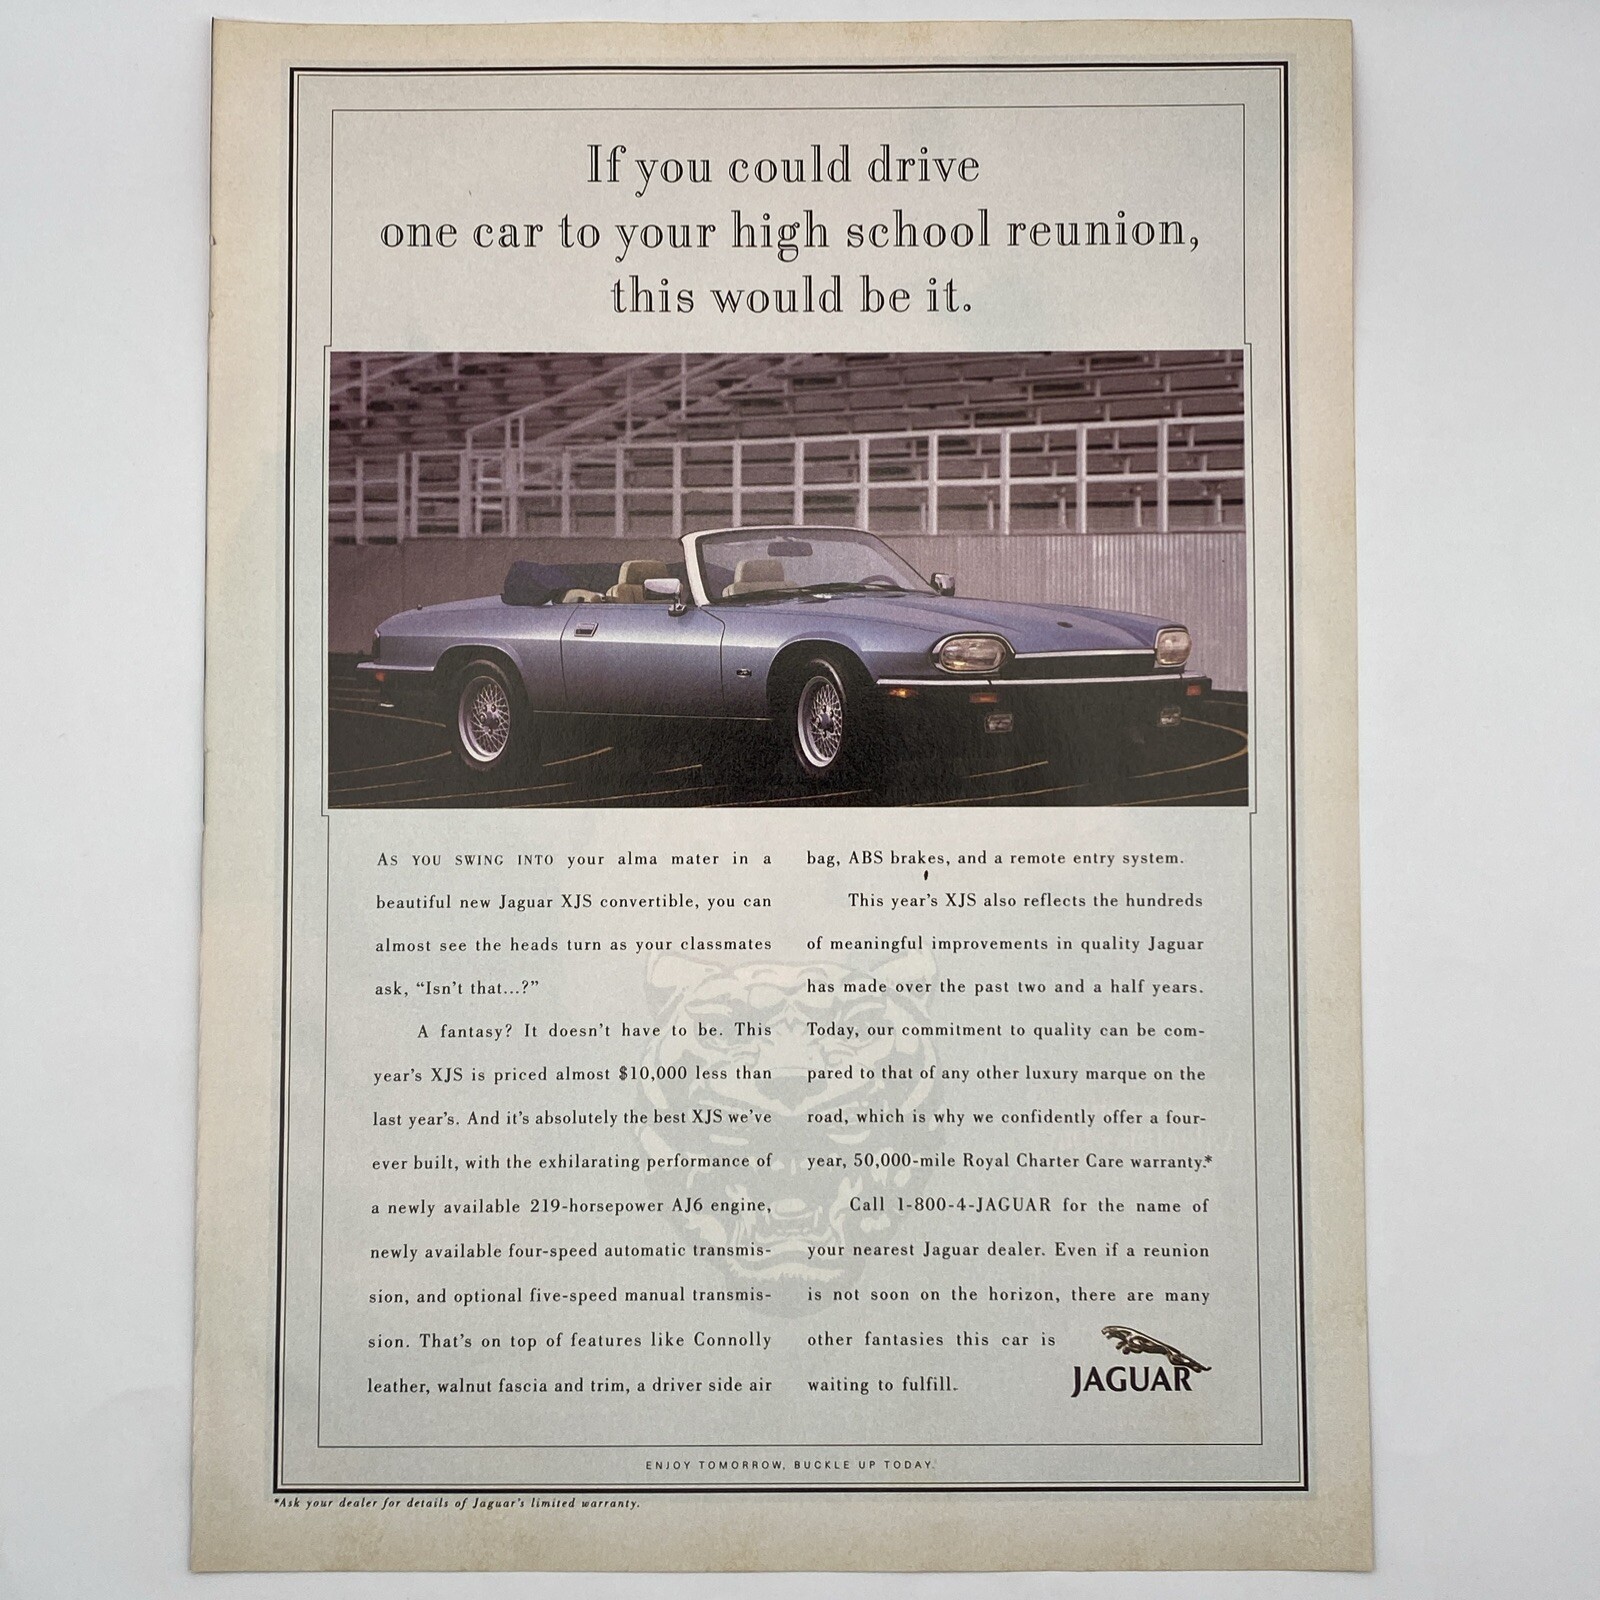 If you could drive
one car to your high school reunion,
this would be it.
AS YOU SWING INTO your alma mater in a
beautiful new Jaguar XJS convertible, you can
almost see the heads turn as your classmates
ask, “Isn't that...?”
A fantasy? It doesn't have to be. This
year's XJS is priced almost $10,000 less than
last year's. And it's absolutely the best XJS we've
ever built, with the exhilarating performance of
a newly available 219-horsepower AJ6 engine,
newly available four-speed automatic transmis-
sion, and optional five-speed manual transmis-
sion. That's on top of features like Connolly
leather, walnut fascia and trim, a driver side air
bag, ABS brakes, and a remote entry system.
This year's XJS also reflects the hundreds
of meaningful improvements in quality Jaguar
has made over the past two and a half years.
Today, our commitment to quality can be com-
pared to that of any other luxury marque on the
road, which is why we confidently offer a four-
year, 50,000-mile Royal Charter Care warranty.*
Call 1-800-4-JAGUAR for the name of
your nearest Jaguar dealer. Even if a reunion
is not soon on the horizon, there are many
other fantasies this car is
waiting to fulfill.
JAGUAR
ENJOY TOMORROW. BUCKLE UP TODAY.
*Ask your dealer for details of Jaguar's limited warranty.